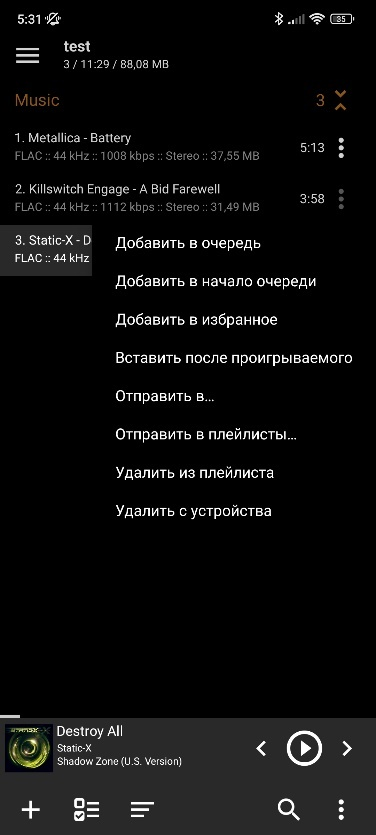 5:31
35
test
3 / 11:29 / 88,08 MB
Music
3
1. Metallica - Battery
5:13
FLAC :: 44 kHz :: 1008 kbps :: Stereo :: 37,55 MB
2. Killswitch Engage - A Bid Farewell
3:58
FLAC :: 44 kHz :: 1112 kbps :: Stereo :: 31,49 MB
3. Static-X - D
FLAC :: 44 kHz
Добавить в очередь
Добавить в начало очереди
Добавить в избранное
Вставить после проигрываемого
Отправить в...
Отправить в плейлисты...
Удалить из плейлиста
Удалить с устройства
STATIC-X
Destroy All
Static-X
Shadow Zone (U.S. Version)